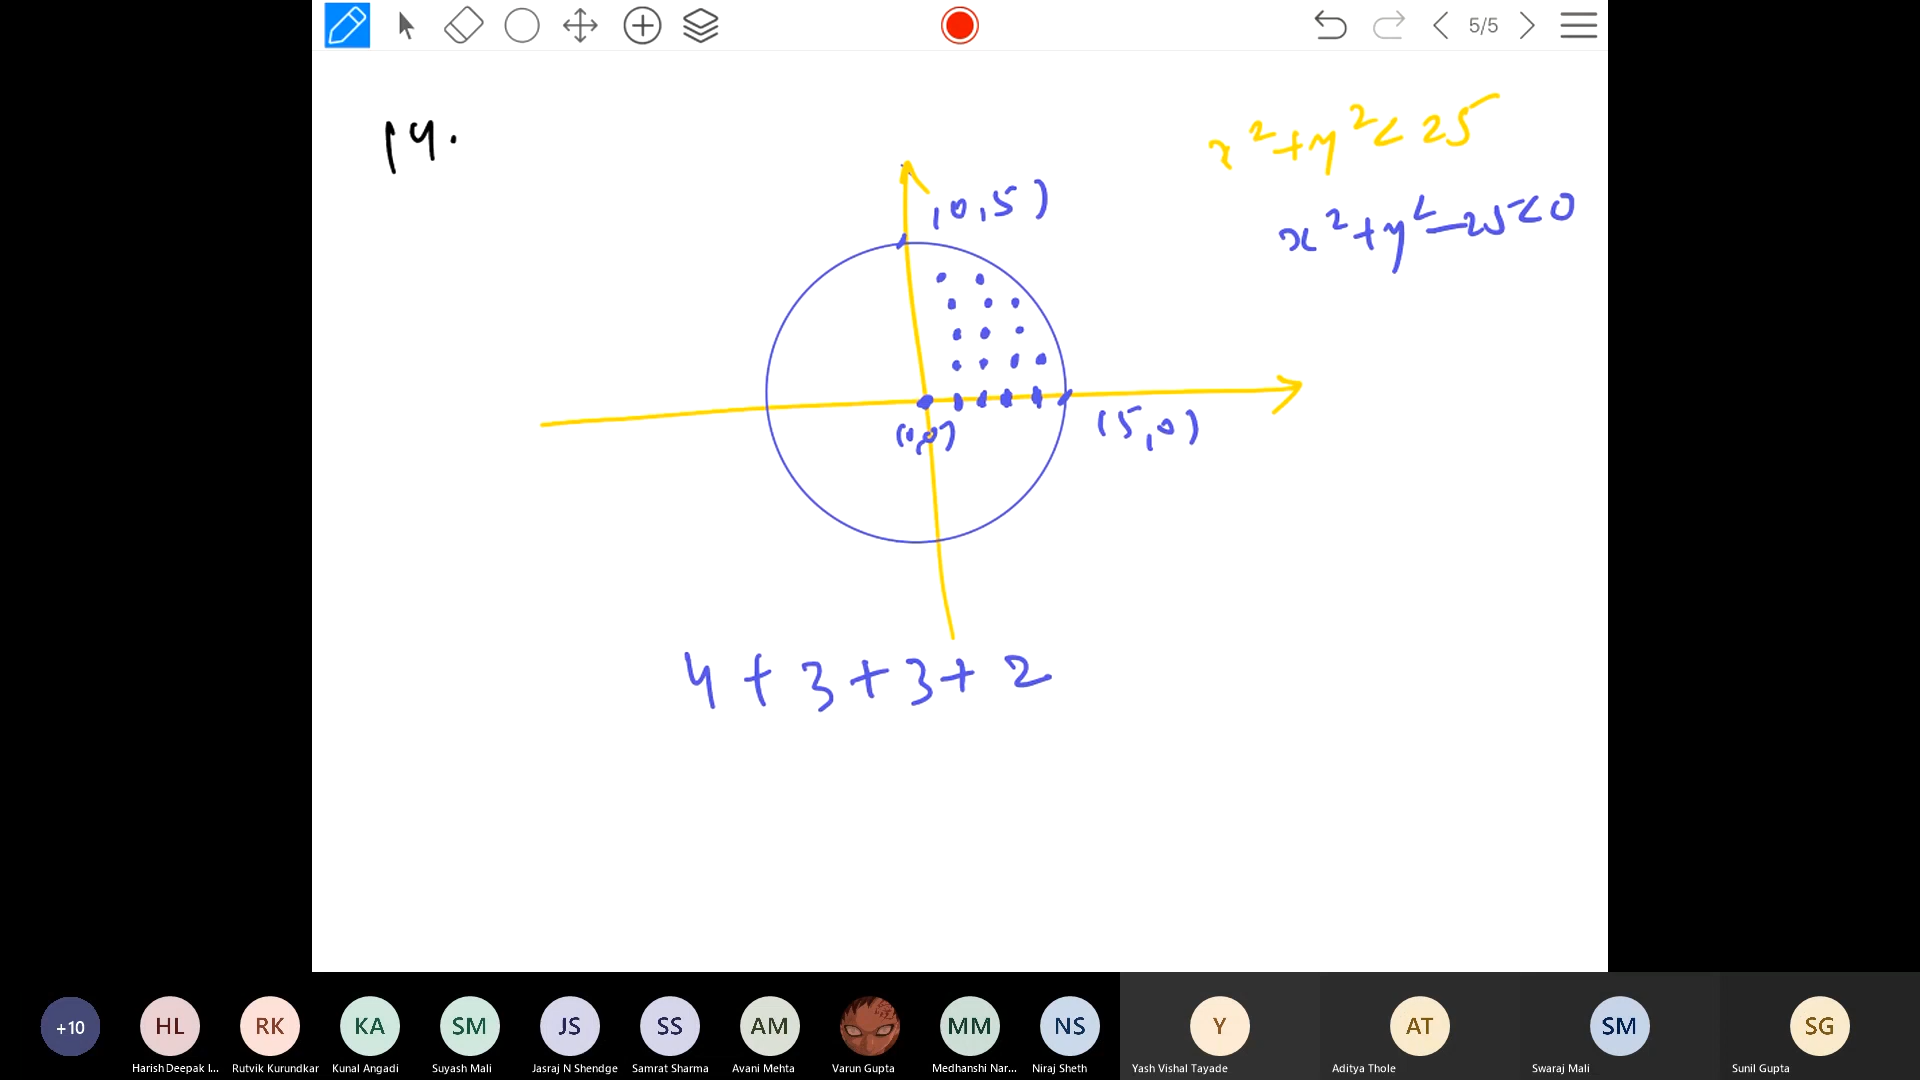 5/5
14.
x²+y²<25
(0,5)
x²+y²-25<0
(0,0)
(5,0)
4+3+3+2
+10 HL RK KA SM JS SS AM MM NS Y AT SM SG
Harish Deepak I... Rutvik Kurundkar Kunal Angadi Suyash Mali Jasraj N Shendge Samrat Sharma Avani Mehta Varun Gupta Medhanshi Nar... Niraj Sheth Yash Vishal Tayade Aditya Thole Swaraj Mali Sunil Gupta